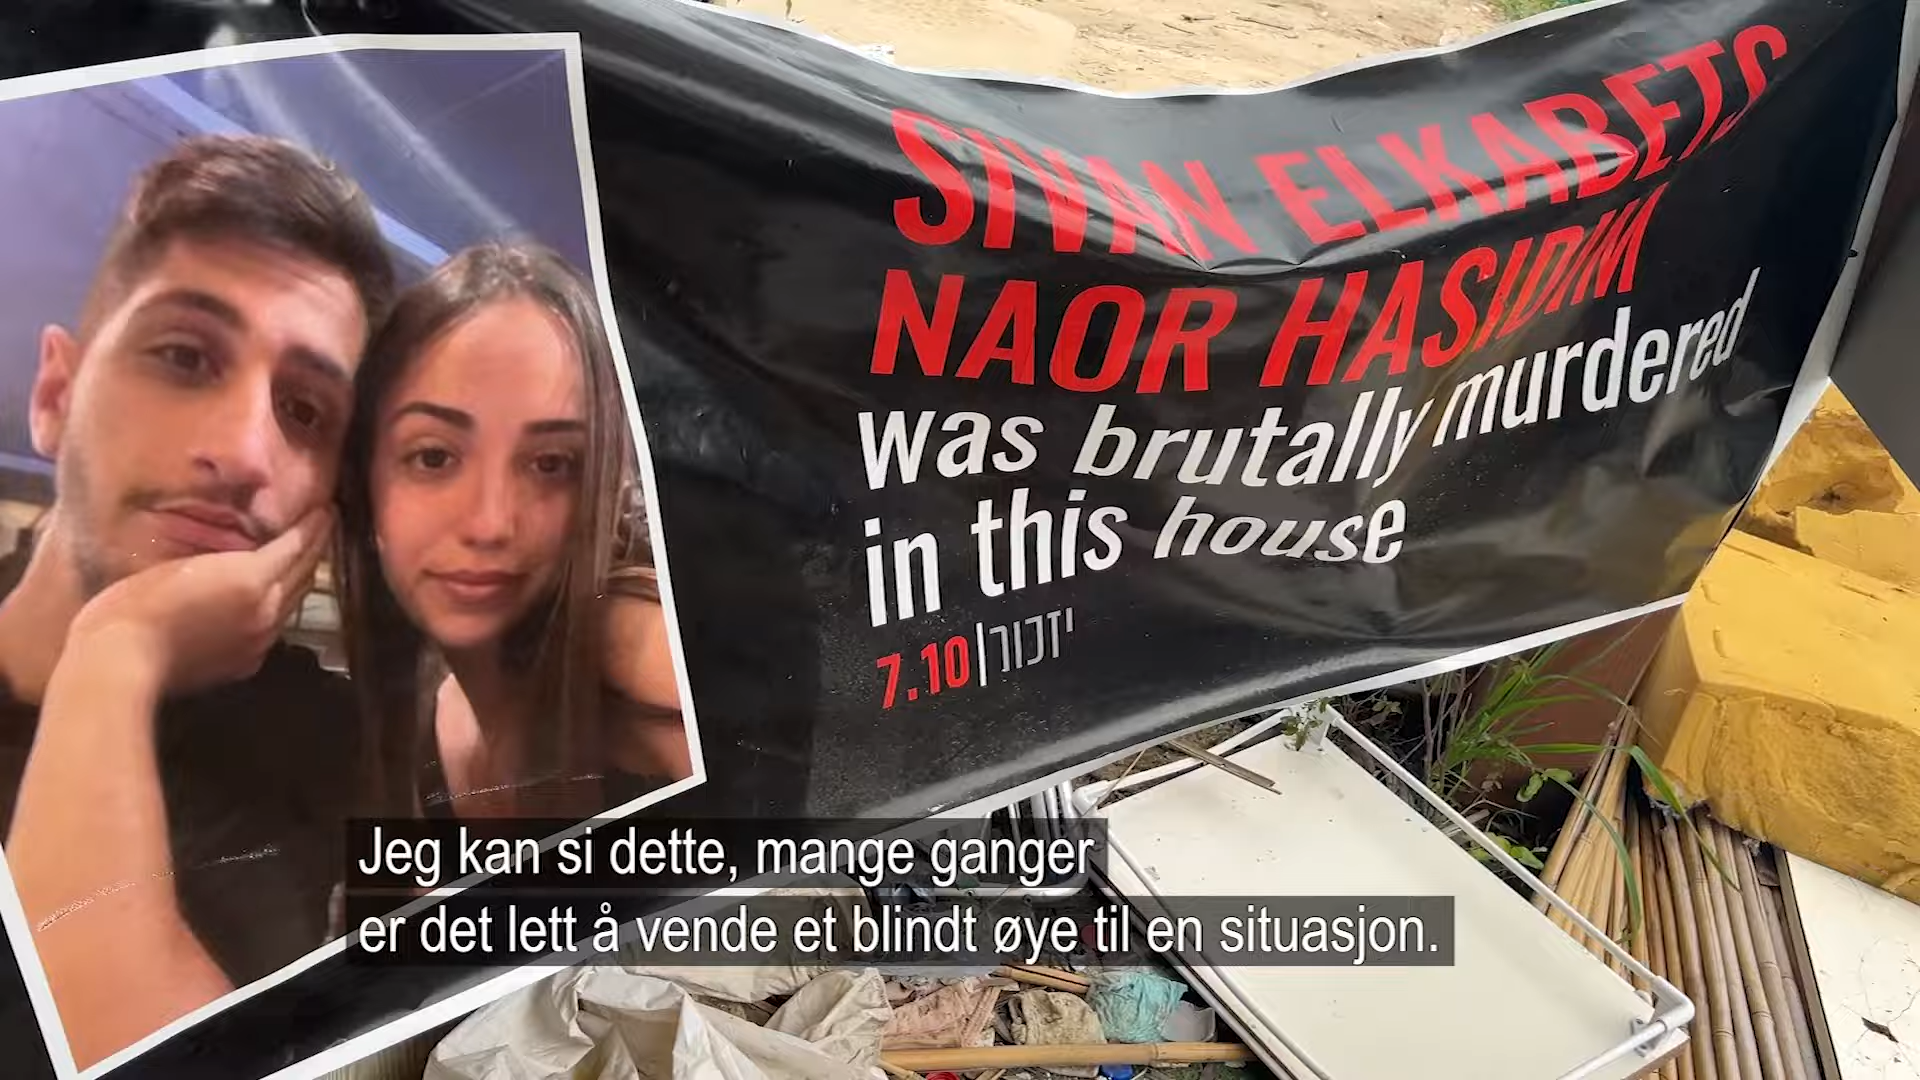 SIVAN ELKABETS
NAOR HASIDIM
was brutally murdered
in this house
7.10|יזכור
Jeg kan si dette, mange ganger
er det lett å vende et blindt øye til en situasjon.